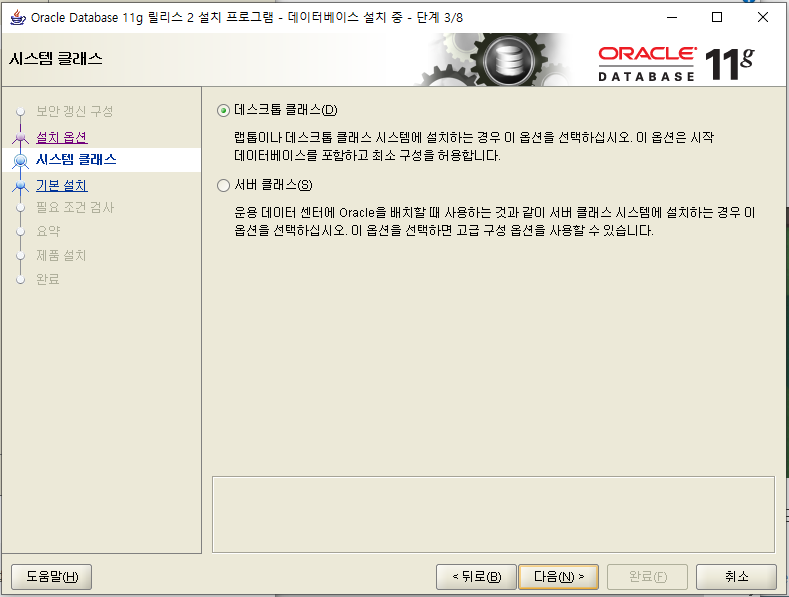 Oracle Database 11g 릴리스 2 설치 프로그램 - 데이터베이스 설치 중 - 단계 3/8
시스템 클래스
ORACLE
DATABASE 11g
보안 갱신 구성
설치 옵션
시스템 클래스
기본 설치
필요 조건 검사
요약
제품 설치
완료
데스크톱 클래스(D)
랩톱이나 데스크톱 클래스 시스템에 설치하는 경우 이 옵션을 선택하십시오. 이 옵션은 시작
데이터베이스를 포함하고 최소 구성을 허용합니다.
서버 클래스(S)
운용 데이터 센터에 Oracle을 배치할 때 사용하는 것과 같이 서버 클래스 시스템에 설치하는 경우 이
옵션을 선택하십시오. 이 옵션을 선택하면 고급 구성 옵션을 사용할 수 있습니다.
도움말(H)
< 뒤로(B)
다음(N) >
완료(F)
취소